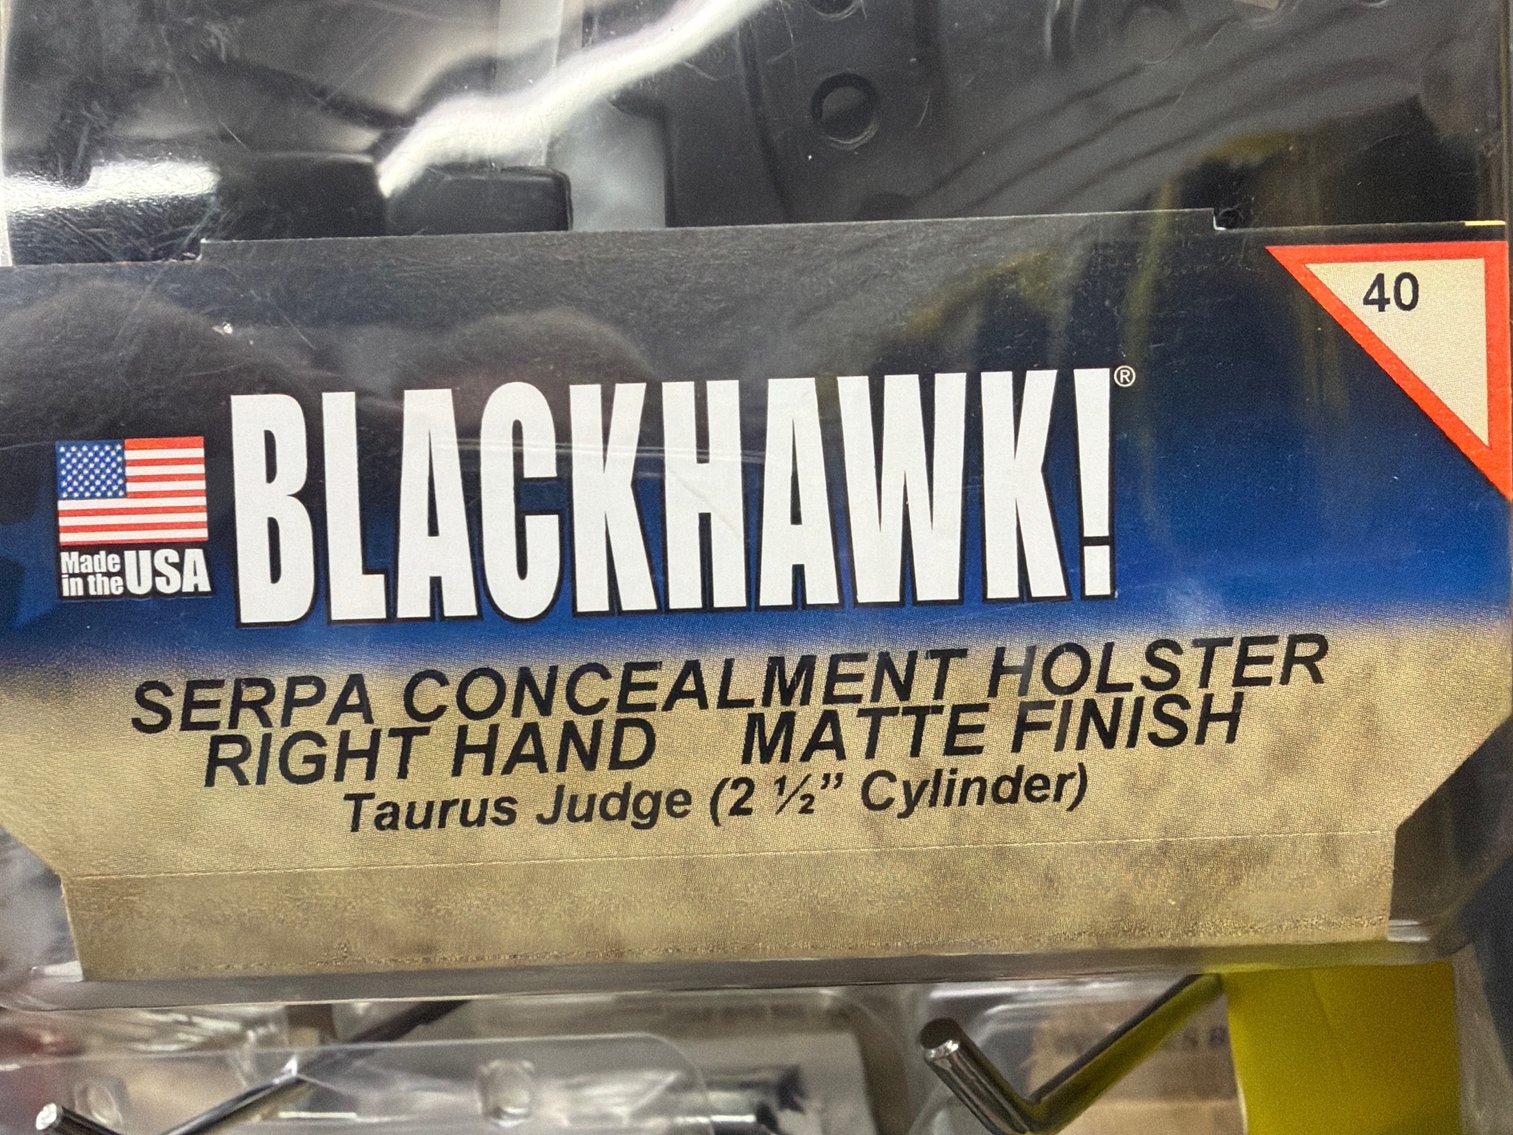 40
BLACKHAWK!®
Made
in the USA
SERPA CONCEALMENT HOLSTER
RIGHT HAND MATTE FINISH
Taurus Judge (2 ½” Cylinder)